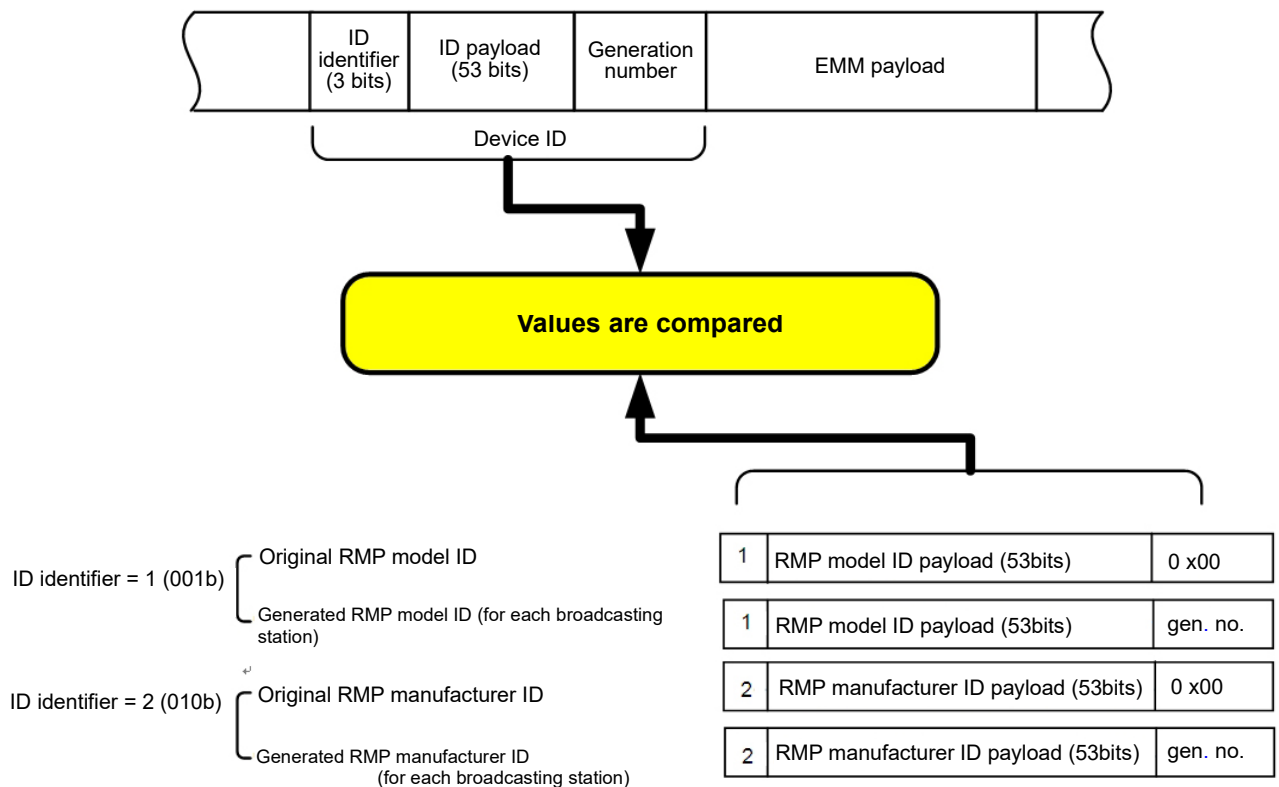 ID
identifier
(3 bits)
ID payload
(53 bits)
Generation
number
EMM payload
Device ID
Values are compared
ID identifier = 1 (001b)
Original RMP model ID
Generated RMP model ID (for each broadcasting
station)
1
RMP model ID payload (53bits)
0 x00
1
RMP model ID payload (53bits)
gen. no.
↵
ID identifier = 2 (010b)
Original RMP manufacturer ID
Generated RMP manufacturer ID
(for each broadcasting station)
2
RMP manufacturer ID payload (53bits)
0 x00
2
RMP manufacturer ID payload (53bits)
gen. no.